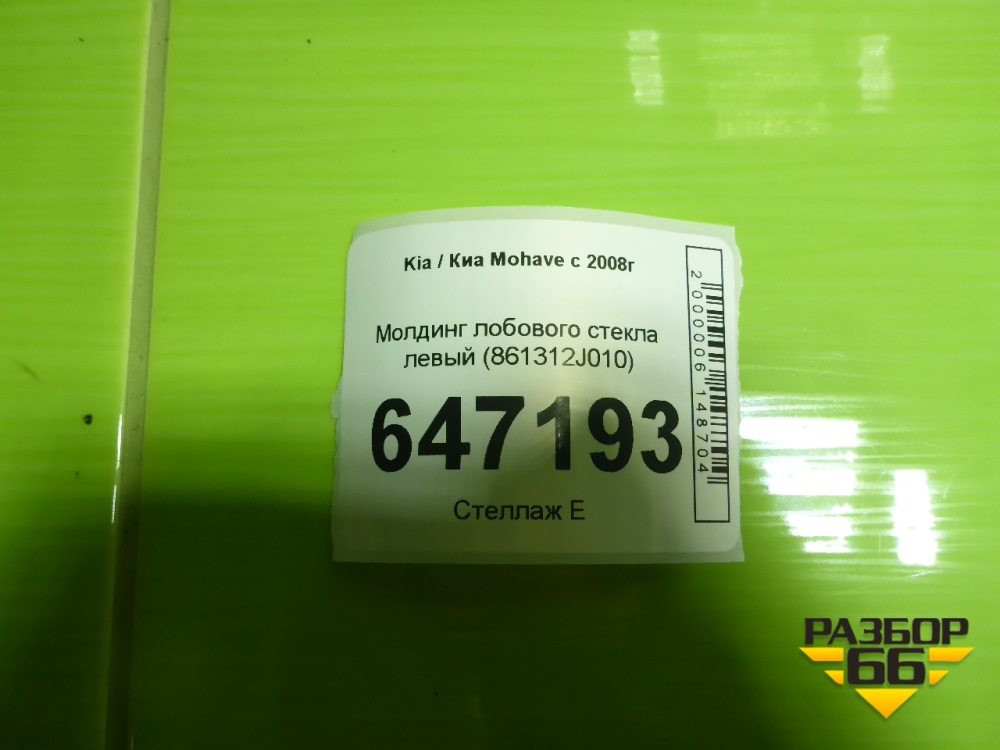 Kia / Киа Mohave с 2008г
Молдинг лобового стекла
левый (861312J010)
647193
Стеллаж Е
2000006148704
РАЗБОР
66